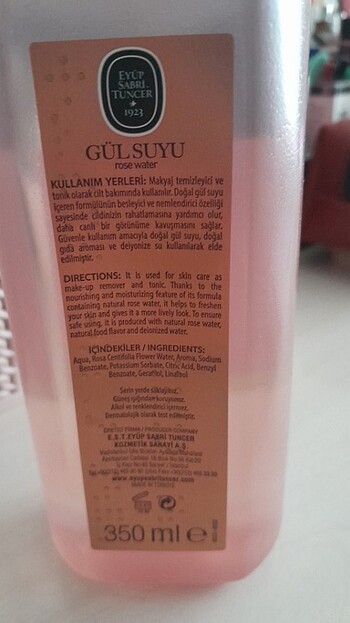 EYÜP
SABRİ
TUNCER
1923
GÜL SUYU
rose water
KULLANIM YERLERİ: Makyaj temizleyici ve
tonik olarak cilt bakımında kullanılır. Doğal gül suyu
içeren formülünün besleyici ve nemlendirici özelliği
sayesinde cildinizin rahatlamasına yardımcı olur,
daha canlı bir görünüme kavuşmasını sağlar.
Güvenle kullanım amacıyla doğal gül suyu, doğal
gıda aroması ve deiyonize su kullanılarak elde
edilmiştir.
DIRECTIONS: It is used for skin care as
make-up remover and tonic. Thanks to the
nourishing and moisturizing feature of its formula
containing natural rose water, it helps to freshen
your skin and gives it a more lively look. To ensure
safe using, it is produced with natural rose water,
natural food flavor and deionized water.
İÇİNDEKİLER / INGREDIENTS:
Aqua, Rosa Centifolia Flower Water, Aroma, Sodium
Benzoate, Potassium Sorbate, Citric Acid, Benzyl
Benzoate, Geraniol, Linalool
Serin yerde saklayınız.
Güneş ışığından koruyunuz.
Alkol ve renklendirici içermez.
Dermatolojik olarak test edilmiştir.
ÜRETİCİ FİRMA / PRODUCER COMPANY
E.S.T. EYÜP SABRİ TUNCER
KOZMETİK SANAYİ A.Ş.
www.eyupsabrituncer.com
MADE IN TÜRKİYE
350 ml e